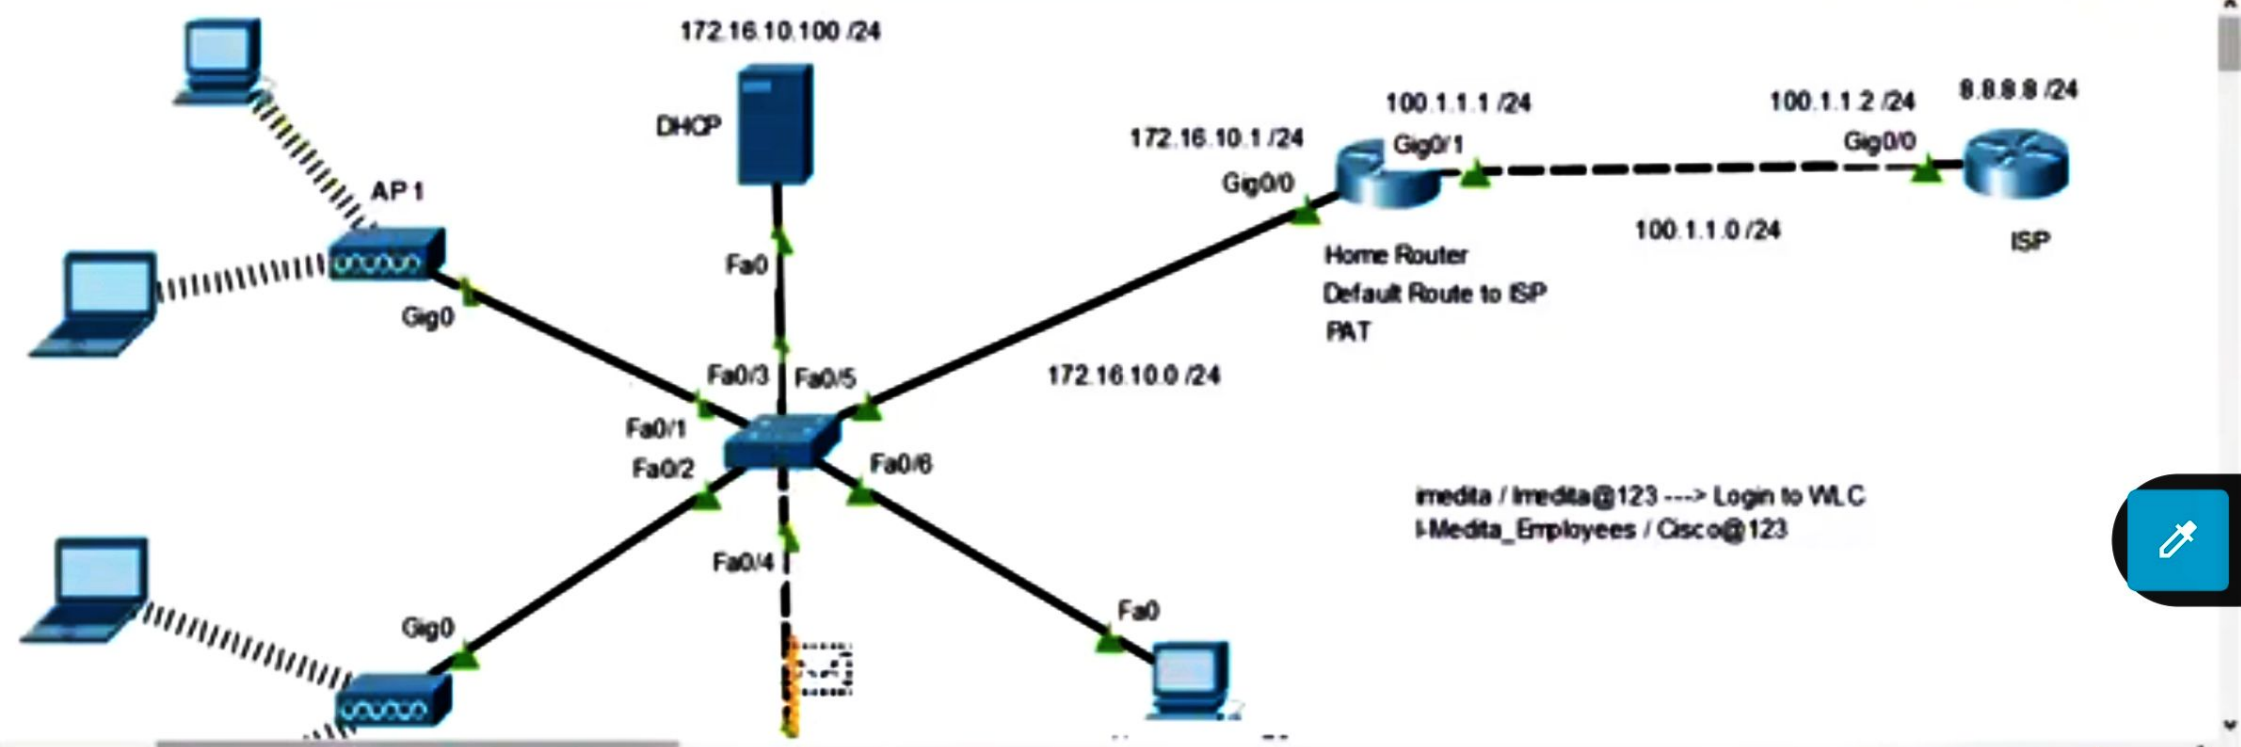 172.16.10.100 /24
DHCP
AP 1
Gig0
Fa0
172.16.10.1 /24
Gig0/0
100.1.1.1 /24
Gig0/1
100.1.1.2 /24
Gig0/0
8.8.8.8 /24
ISP
100.1.1.0 /24
Home Router
Default Route to ISP
PAT
Fa0/3
Fa0/5
172.16.10.0 /24
Fa0/1
Fa0/2
Fa0/6
imedita / Imedita@123 ---> Login to WLC
I-Medita_Employees / Cisco@123
Fa0/4
Gig0
Fa0